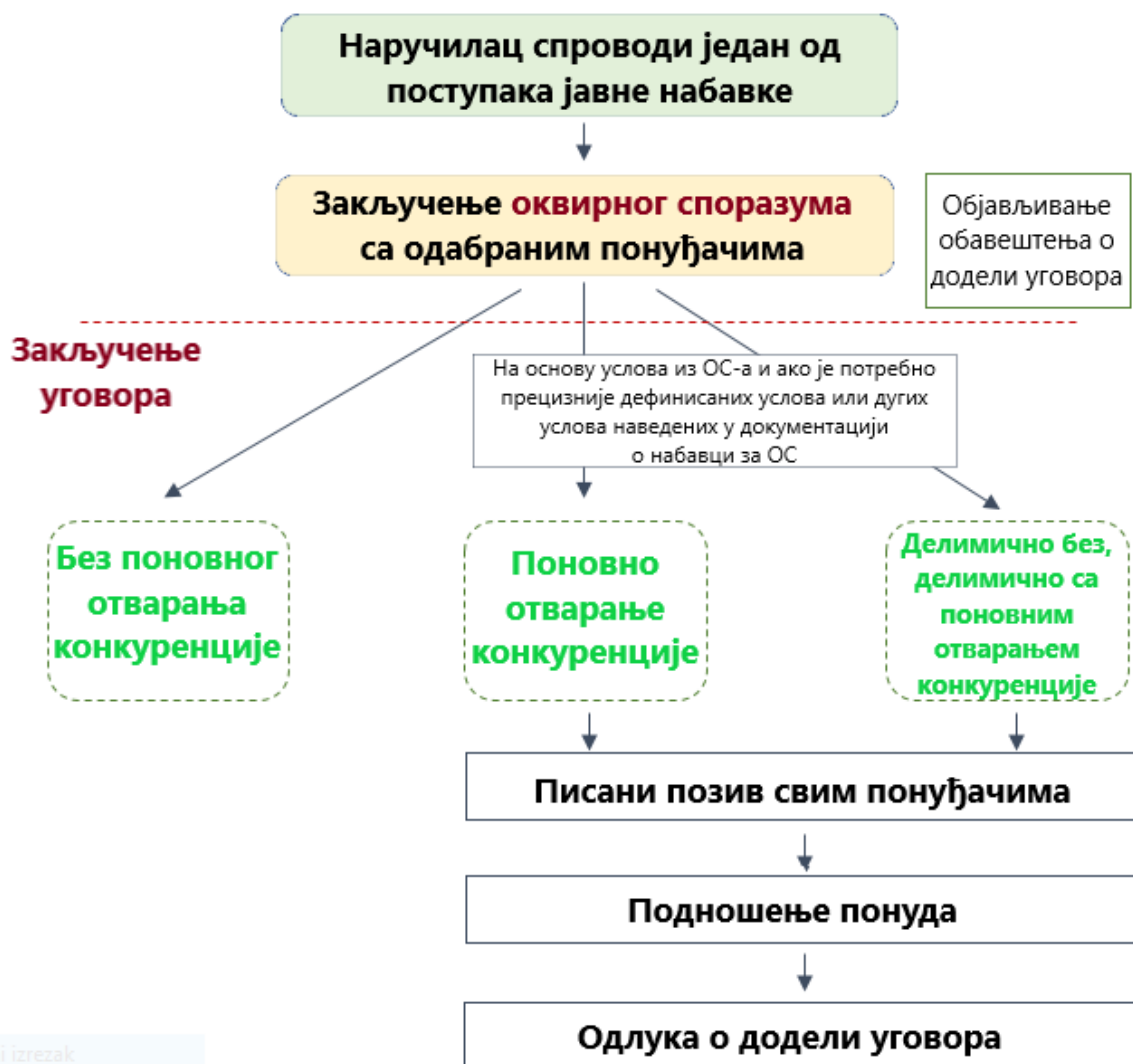 Наручилац спроводи један од
поступака јавне набавке
Закључење оквирног споразума
са одабраним понуђачима
Објављивање
обавештења о
додели уговора
Закључење
уговора
На основу услова из ОС-а и ако је потребно
прецизније дефинисаних услова или дугих
услова наведених у документацији
о набавци за ОС
Без поновног
отварања
конкуренције
Поновно
отварање
конкуренције
Делимично без,
делимично са
поновним
отварањем
конкуренције
Писани позив свим понуђачима
Подношење понуда
Одлука о додели уговора
i izrezak